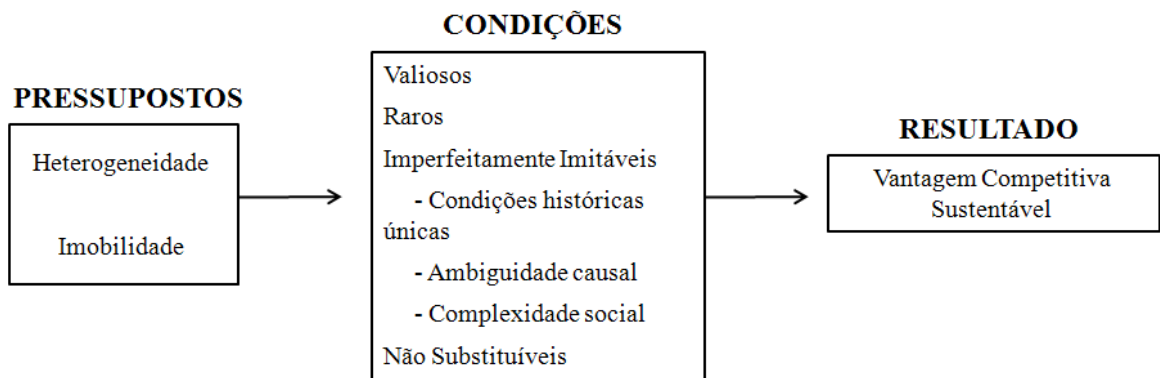 PRESSUPOSTOS
Heterogeneidade
Imobilidade
CONDIÇÕES
Valiosos
Raros
Imperfeitamente Imitáveis
- Condições históricas
únicas
- Ambiguidade causal
- Complexidade social
Não Substituíveis
RESULTADO
Vantagem Competitiva
Sustentável